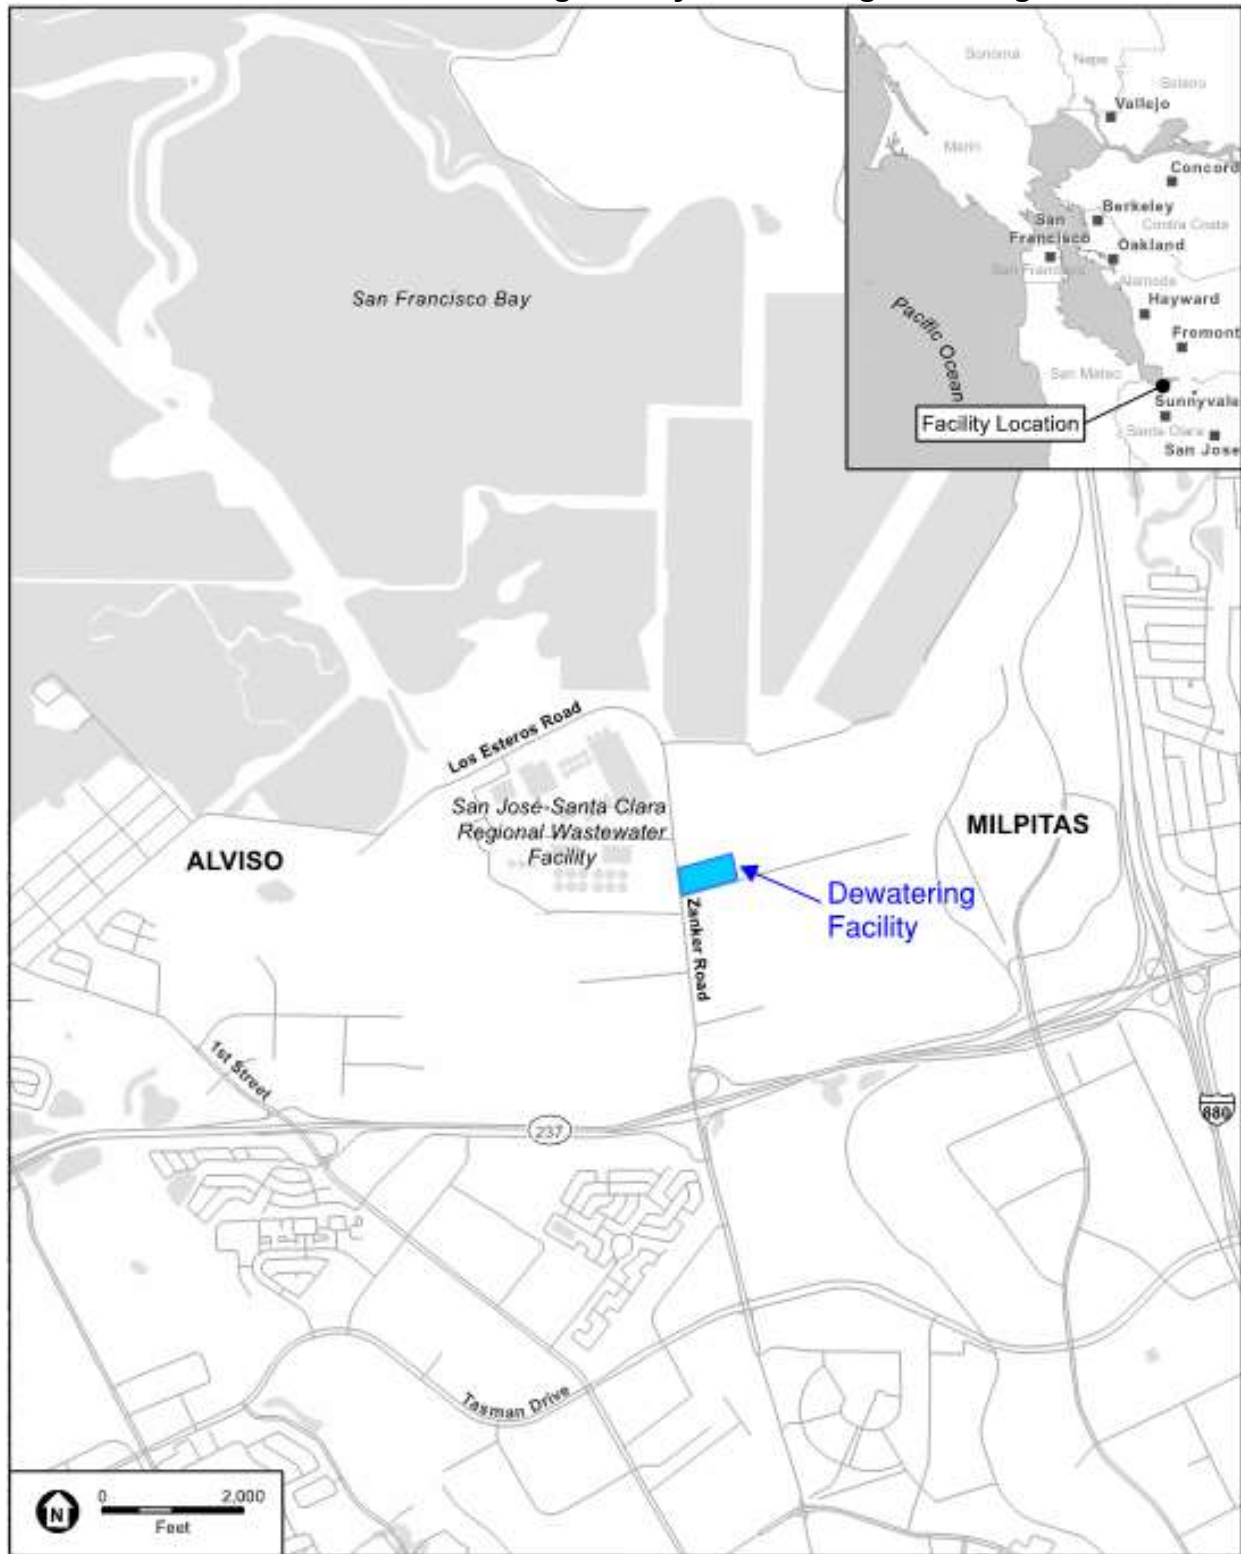 Sonoma
Napa
Solano
Vallejo
Marin
Concord
Berkeley
Contra Costa
San
Francisco
Oakland
San Francisco
Alameda
Hayward
Pacific Ocean
Fremont
San Mateo
Facility Location
Sunnyvale
Santa Clara
San Jose
San Francisco Bay
Los Esteros Road
San José-Santa Clara
Regional Wastewater
Facility
ALVISO
MILPITAS
Dewatering
Facility
Zanker Road
1st Street
237
880
Tasman Drive
N
0 2,000
Feet